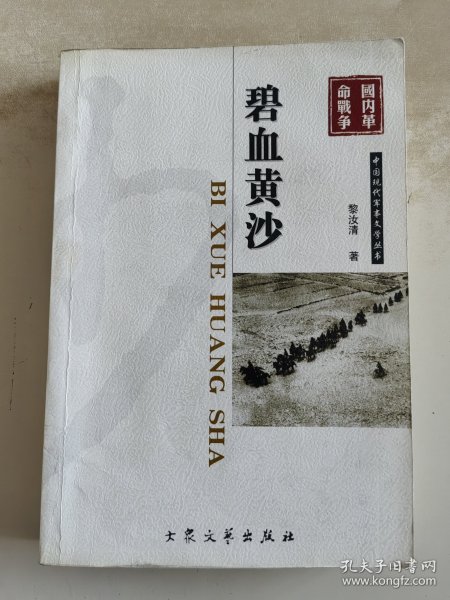 國内革
命戰争
中国现代军事文学丛书
碧血黄沙
黎汝清 著
BI XUE HUANG SHA
大众文艺出版社
孔夫子旧书网
www.kongfz.com